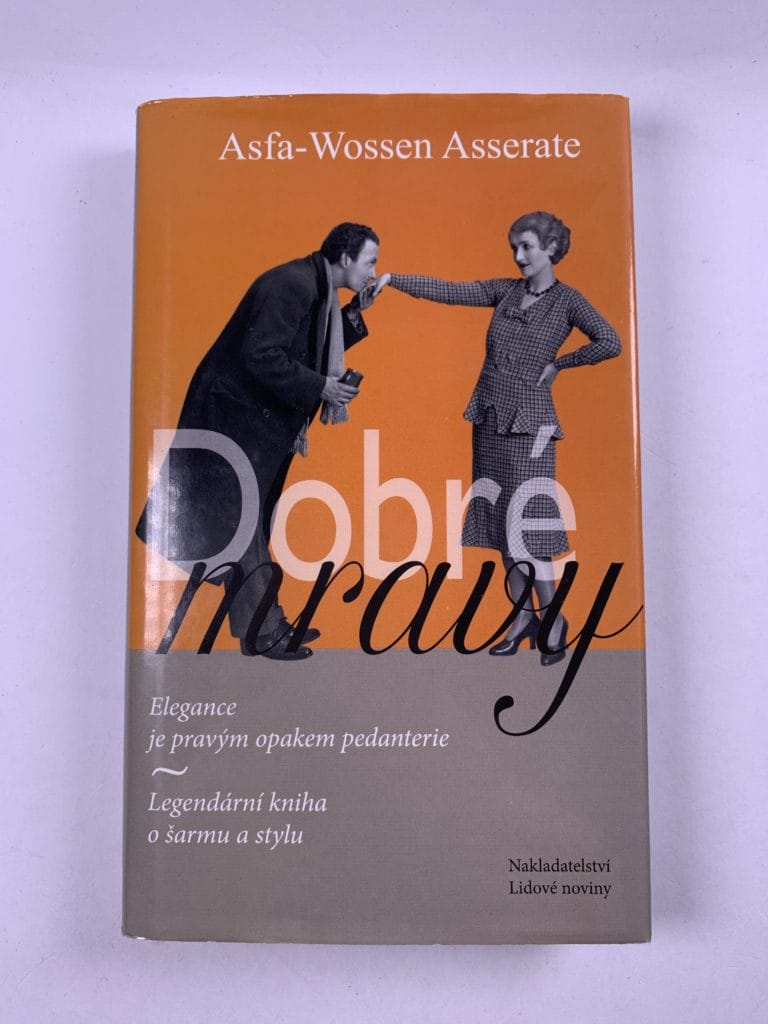 Asfa-Wossen Asserate
Dobré
mravy
Elegance
je pravým opakem pedanterie
~
Legendární kniha
o šarmu a stylu
Nakladatelství
Lidové noviny